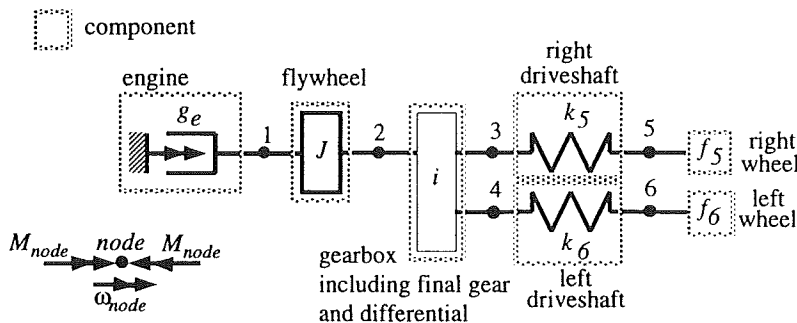 component
engine
flywheel
right
driveshaft
g_e
1
J
2
i
3
k_5
5
f_5
right
wheel
4
k_6
6
f_6
left
wheel
M_node node M_node
ω_node
gearbox
including final gear
and differential
left
driveshaft